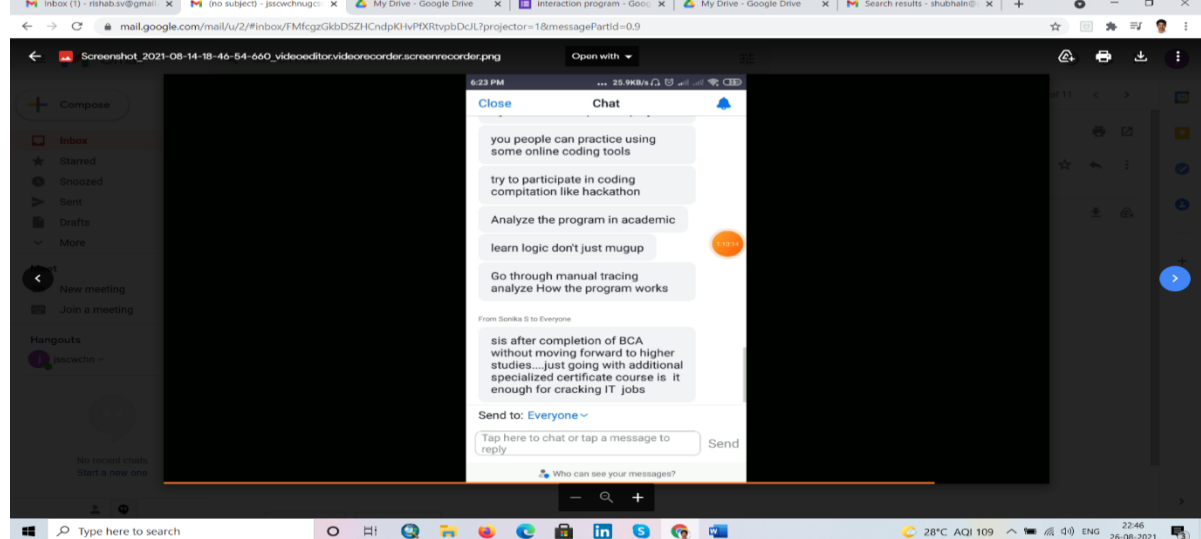 Inbox (1) - rishab.sv@gmail.
(no subject) - jsscwchnugc
My Drive - Google Drive
interaction program - Goog
My Drive - Google Drive
Search results - shubhaln@
mail.google.com/mail/u/2/#inbox/FMfcgzGkbDSZHCndpKHvPfXRtvpbDcJL?projector=1&messagePartId=0.9
Screenshot_2021-08-14-18-46-54-660_videoeditor.videorecorder.screenrecorder.png
Open with
of 11
Compose
Inbox
Starred
Snoozed
Sent
Drafts
More
New meeting
Join a meeting
Hangouts
jsscwchn
No recent chats
Start a new one
6:23 PM
... 25.9KB/s
Close
Chat
you people can practice using
some online coding tools
try to participate in coding
compitation like hackathon
Analyze the program in academic
learn logic don't just mugup
Go through manual tracing
analyze How the program works
From Sonika S to Everyone
sis after completion of BCA
without moving forward to higher
studies....just going with additional
specialized certificate course is it
enough for cracking IT jobs
Send to: Everyone
Tap here to chat or tap a message to
reply
Send
Who can see your messages?
Type here to search
28°C AQI 109
ENG
22:46
26-08-2021